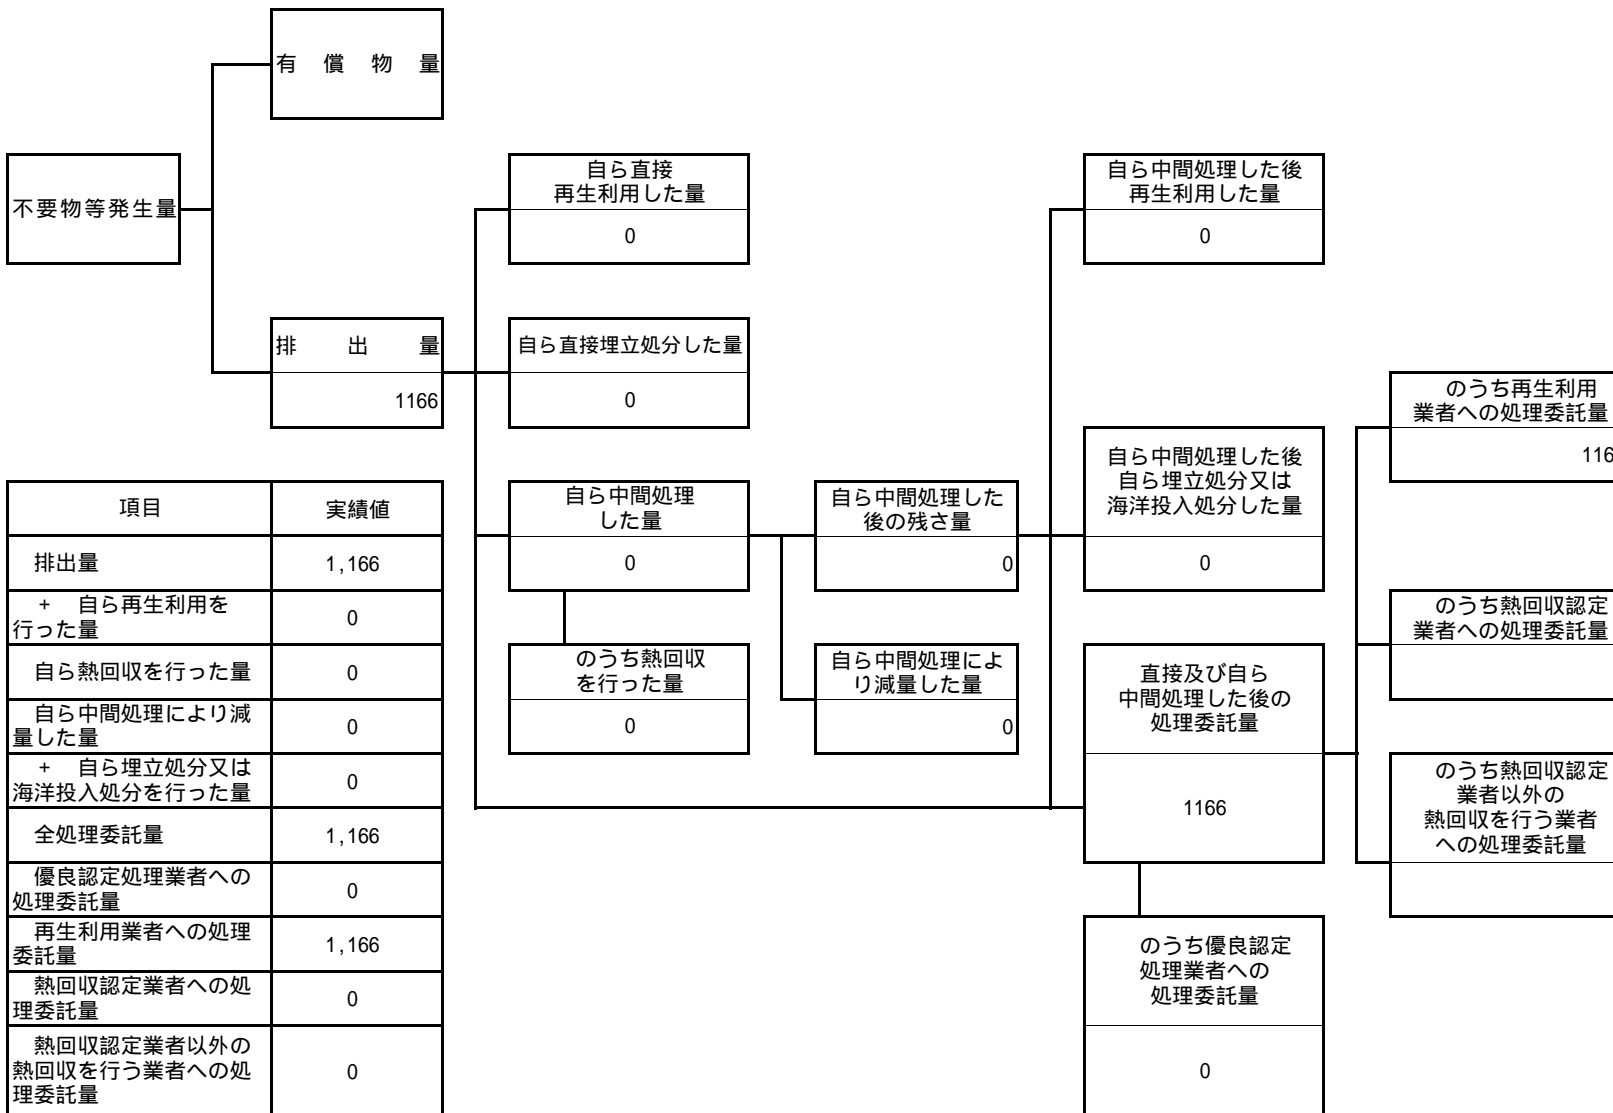 有 償 物 量
不要物等発生量
自ら直接
再生利用した量
0
自ら中間処理した後
再生利用した量
0
排 出 量
1166
自ら直接埋立処分した量
0
のうち再生利用
業者への処理委託量
116
自ら中間処理した後
自ら埋立処分又は
海洋投入処分した量
0
自ら中間処理
した量
0
自ら中間処理した
後の残さ量
0
のうち熱回収認定
業者への処理委託量
のうち熱回収
を行った量
0
自ら中間処理によ
り減量した量
0
直接及び自ら
中間処理した後の
処理委託量
1166
のうち熱回収認定
業者以外の
熱回収を行う業者
への処理委託量
のうち優良認定
処理業者への
処理委託量
0
項目 実績値
排出量 1,166
+ 自ら再生利用を
行った量 0
自ら熱回収を行った量 0
自ら中間処理により減
量した量 0
+ 自ら埋立処分又は
海洋投入処分を行った量 0
全処理委託量 1,166
優良認定処理業者への
処理委託量 0
再生利用業者への処理
委託量 1,166
熱回収認定業者への処
理委託量 0
熱回収認定業者以外の
熱回収を行う業者への処
理委託量 0